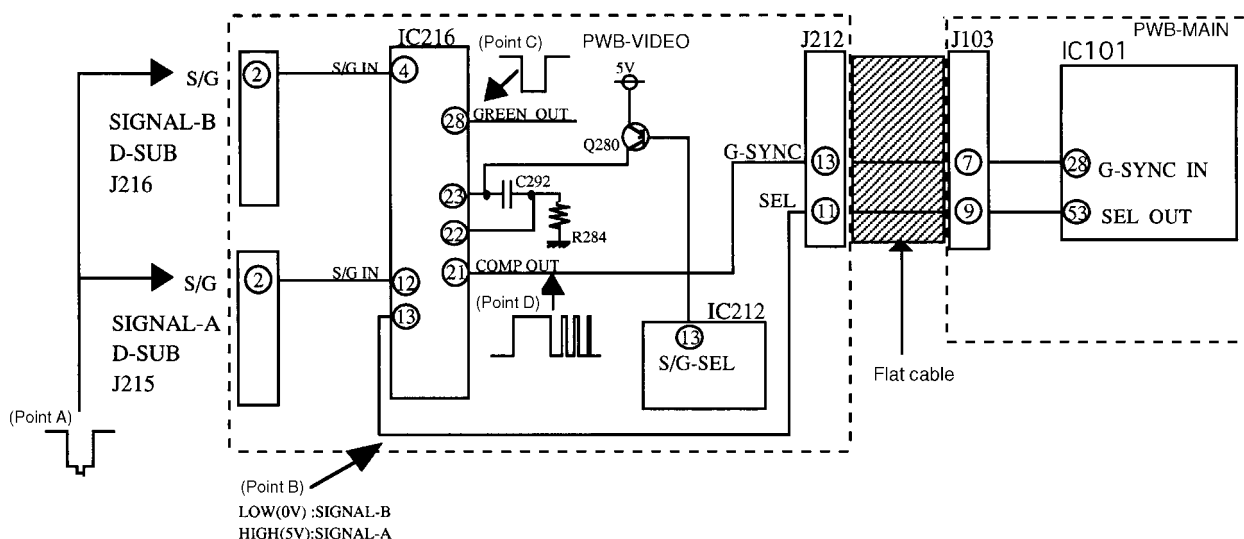 IC216
(Point C)
PWB-VIDEO
J212
J103
PWB-MAIN
IC101
S/G
2
S/G IN
4
5V
28
GREEN OUT
Q280
SIGNAL-B
D-SUB
J216
G-SYNC
13
7
28
G-SYNC IN
23
C292
SEL
11
9
53
SEL OUT
22
R284
S/G
2
S/G IN
12
21
COMP OUT
13
(Point D)
IC212
13
S/G-SEL
SIGNAL-A
D-SUB
J215
Flat cable
(Point A)
(Point B)
LOW(0V) :SIGNAL-B
HIGH(5V):SIGNAL-A